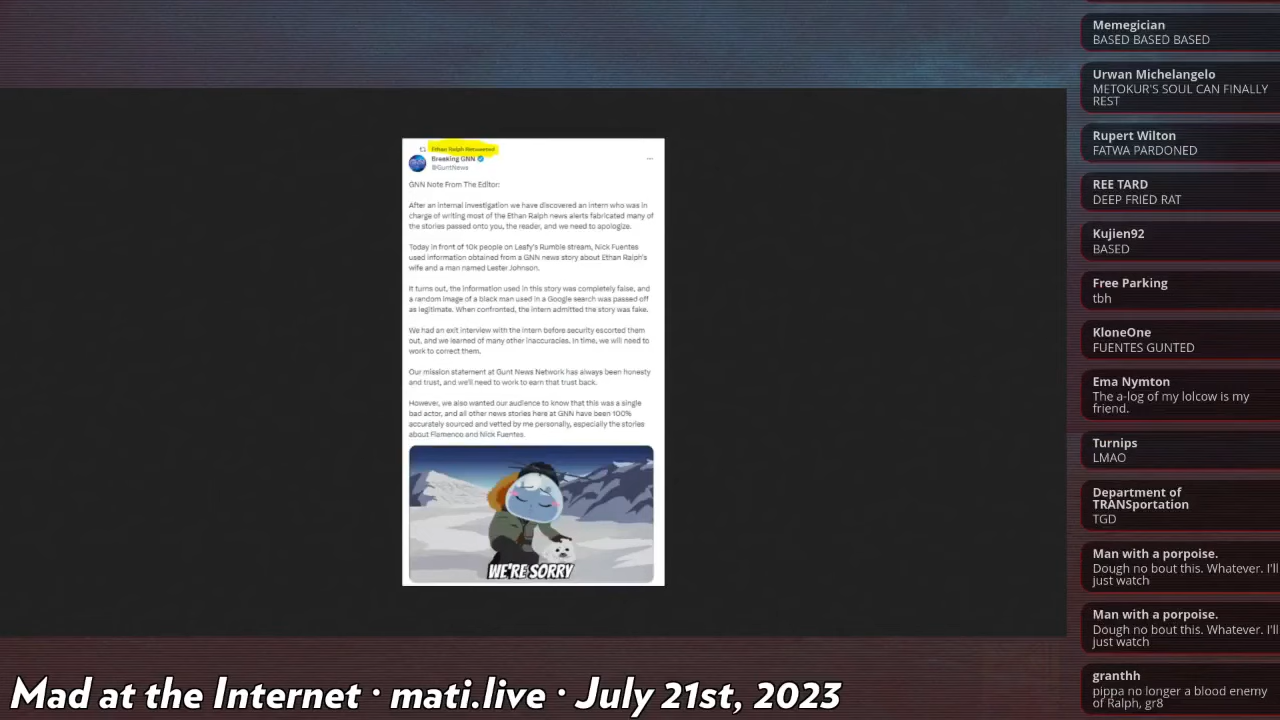 Ethan Ralph Retweeted
Breaking GNN
@GuntNews
GNN Note From The Editor:
After an internal investigation we have discovered an intern who was in
charge of writing most of the Ethan Ralph news alerts fabricated many of
the stories passed onto you, the reader, and we need to apologize.
Today in front of 10k people on Leafy's Rumble stream, Nick Fuentes
used information obtained from a GNN news story about Ethan Ralph's
wife and a man named Lester Johnson.
It turns out, the information used in this story was completely false, and
a random image of a black man used in a Google search was passed off
as legitimate. When confronted, the intern admitted the story was fake.
We had an exit interview with the intern before security escorted them
out, and we learned of many other inaccuracies. In time, we will need to
work to correct them.
Our mission statement at Gunt News Network has always been honesty
and trust, and we'll need to work to earn that trust back.
However, we also wanted our audience to know that this was a single
bad actor, and all other news stories here at GNN have been 100%
accurately sourced and vetted by me personally, especially the stories
about Flamenco and Nick Fuentes.
WE'RE SORRY
Memegician
BASED BASED BASED
Urwan Michelangelo
METOKUR'S SOUL CAN FINALLY
REST
Rupert Wilton
FATWA PARDONED
REE TARD
DEEP FRIED RAT
Kujien92
BASED
Free Parking
tbh
KloneOne
FUENTES GUNTED
Ema Nymton
The a-log of my lolcow is my
friend.
Turnips
LMAO
Department of
TRANSportation
TGD
Man with a porpoise.
Dough no bout this. Whatever. I'll
just watch
Man with a porpoise.
Dough no bout this. Whatever. I'll
just watch
granthh
pippa no longer a blood enemy
of Ralph, gr8
Mad at the Internet · mati.live · July 21st, 2023